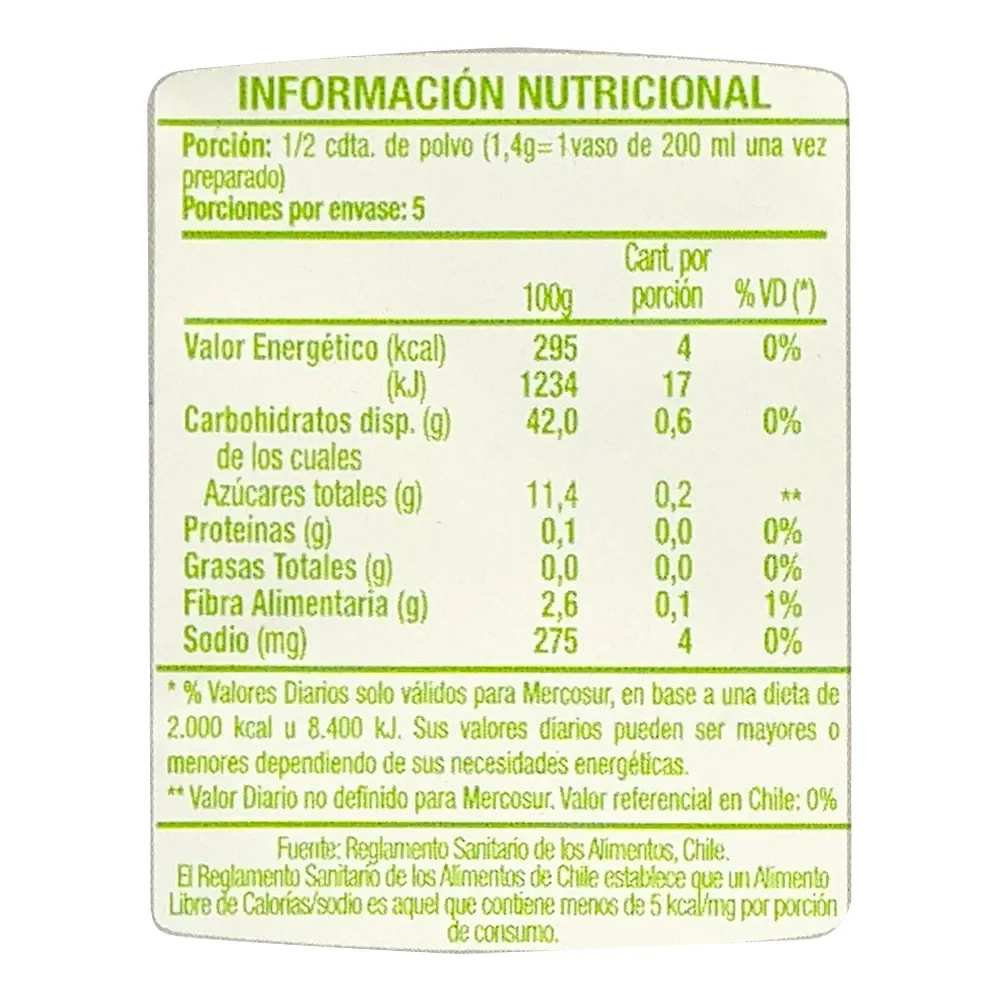 INFORMACIÓN NUTRICIONAL
Porción: 1/2 cdta. de polvo (1,4g=1vaso de 200 ml una vez
preparado)
Porciones por envase: 5
Cant. por
100g porción % VD (*)
Valor Energético (kcal) 295 4 0%
(kJ) 1234 17
Carbohidratos disp. (g) 42,0 0,6 0%
de los cuales
Azúcares totales (g) 11,4 0,2 **
Proteínas (g) 0,1 0,0 0%
Grasas Totales (g) 0,0 0,0 0%
Fibra Alimentaria (g) 2,6 0,1 1%
Sodio (mg) 275 4 0%
* % Valores Diarios solo válidos para Mercosur, en base a una dieta de
2.000 kcal u 8.400 kJ. Sus valores diarios pueden ser mayores o
menores dependiendo de sus necesidades energéticas.
** Valor Diario no definido para Mercosur. Valor referencial en Chile: 0%
Fuente: Reglamento Sanitario de los Alimentos, Chile.
El Reglamento Sanitario de los Alimentos de Chile establece que un Alimento
Libre de Calorías/sodio es aquel que contiene menos de 5 kcal/mg por porción
de consumo.